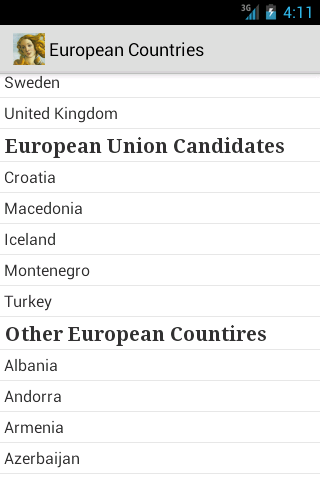 3G 4:11
European Countries
Sweden
United Kingdom
European Union Candidates
Croatia
Macedonia
Iceland
Montenegro
Turkey
Other European Countires
Albania
Andorra
Armenia
Azerbaijan